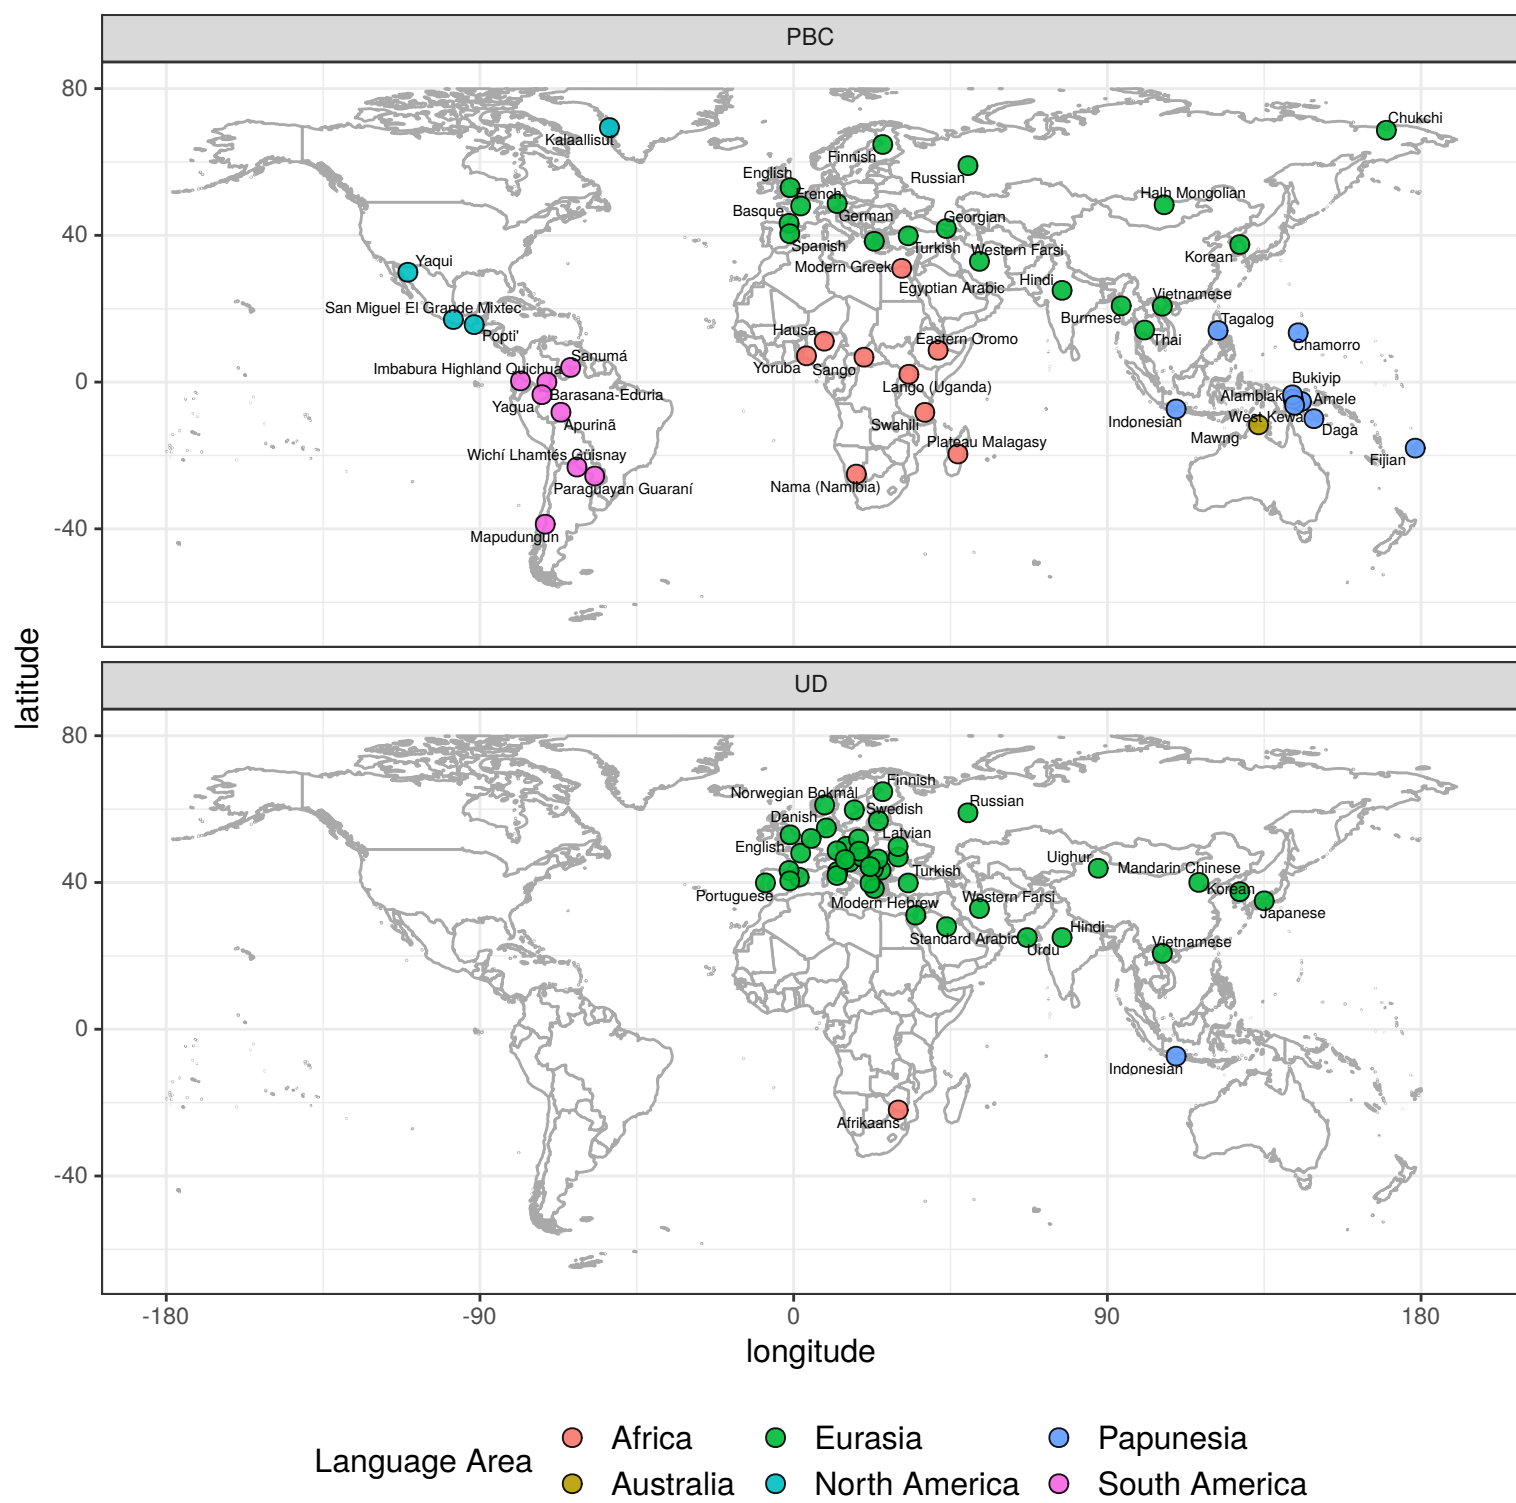 PBC
80
Chukchi
Kalaallisut
Finnish
English
Russian
French
Halh Mongolian
Basque
German
Georgian
40
Spanish
Turkish
Western Farsi
Korean
Yaqui
Modern Greek
Hindi
Egyptian Arabic
San Miguel El Grande Mixtec
Vietnamese
Burmese
Tagalog
Popti'
Hausa
Eastern Oromo
Thai
Chamorro
Sanumá
Imbabura Highland Quichua
Yoruba
Sango
0
Lango (Uganda)
Bukiyip
Barasana-Eduria
Alamblak
Amele
Yagua
Indonesian
West Kewa
Apurinã
Swahili
Mawng
Daga
Plateau Malagasy
Wichí Lhamtés Güisnay
Fijian
Paraguayan Guaraní
Nama (Namibia)
-40
Mapudungun
latitude
UD
80
Finnish
Norwegian Bokmål
Russian
Danish
Swedish
Latvian
English
Uighur
Mandarin Chinese
Turkish
40
Korean
Portuguese
Modern Hebrew
Western Farsi
Japanese
Hindi
Standard Arabic
Urdu
Vietnamese
0
Indonesian
Afrikaans
-40
-180
-90
0
90
180
longitude
Language Area
Africa
Eurasia
Papunesia
Australia
North America
South America